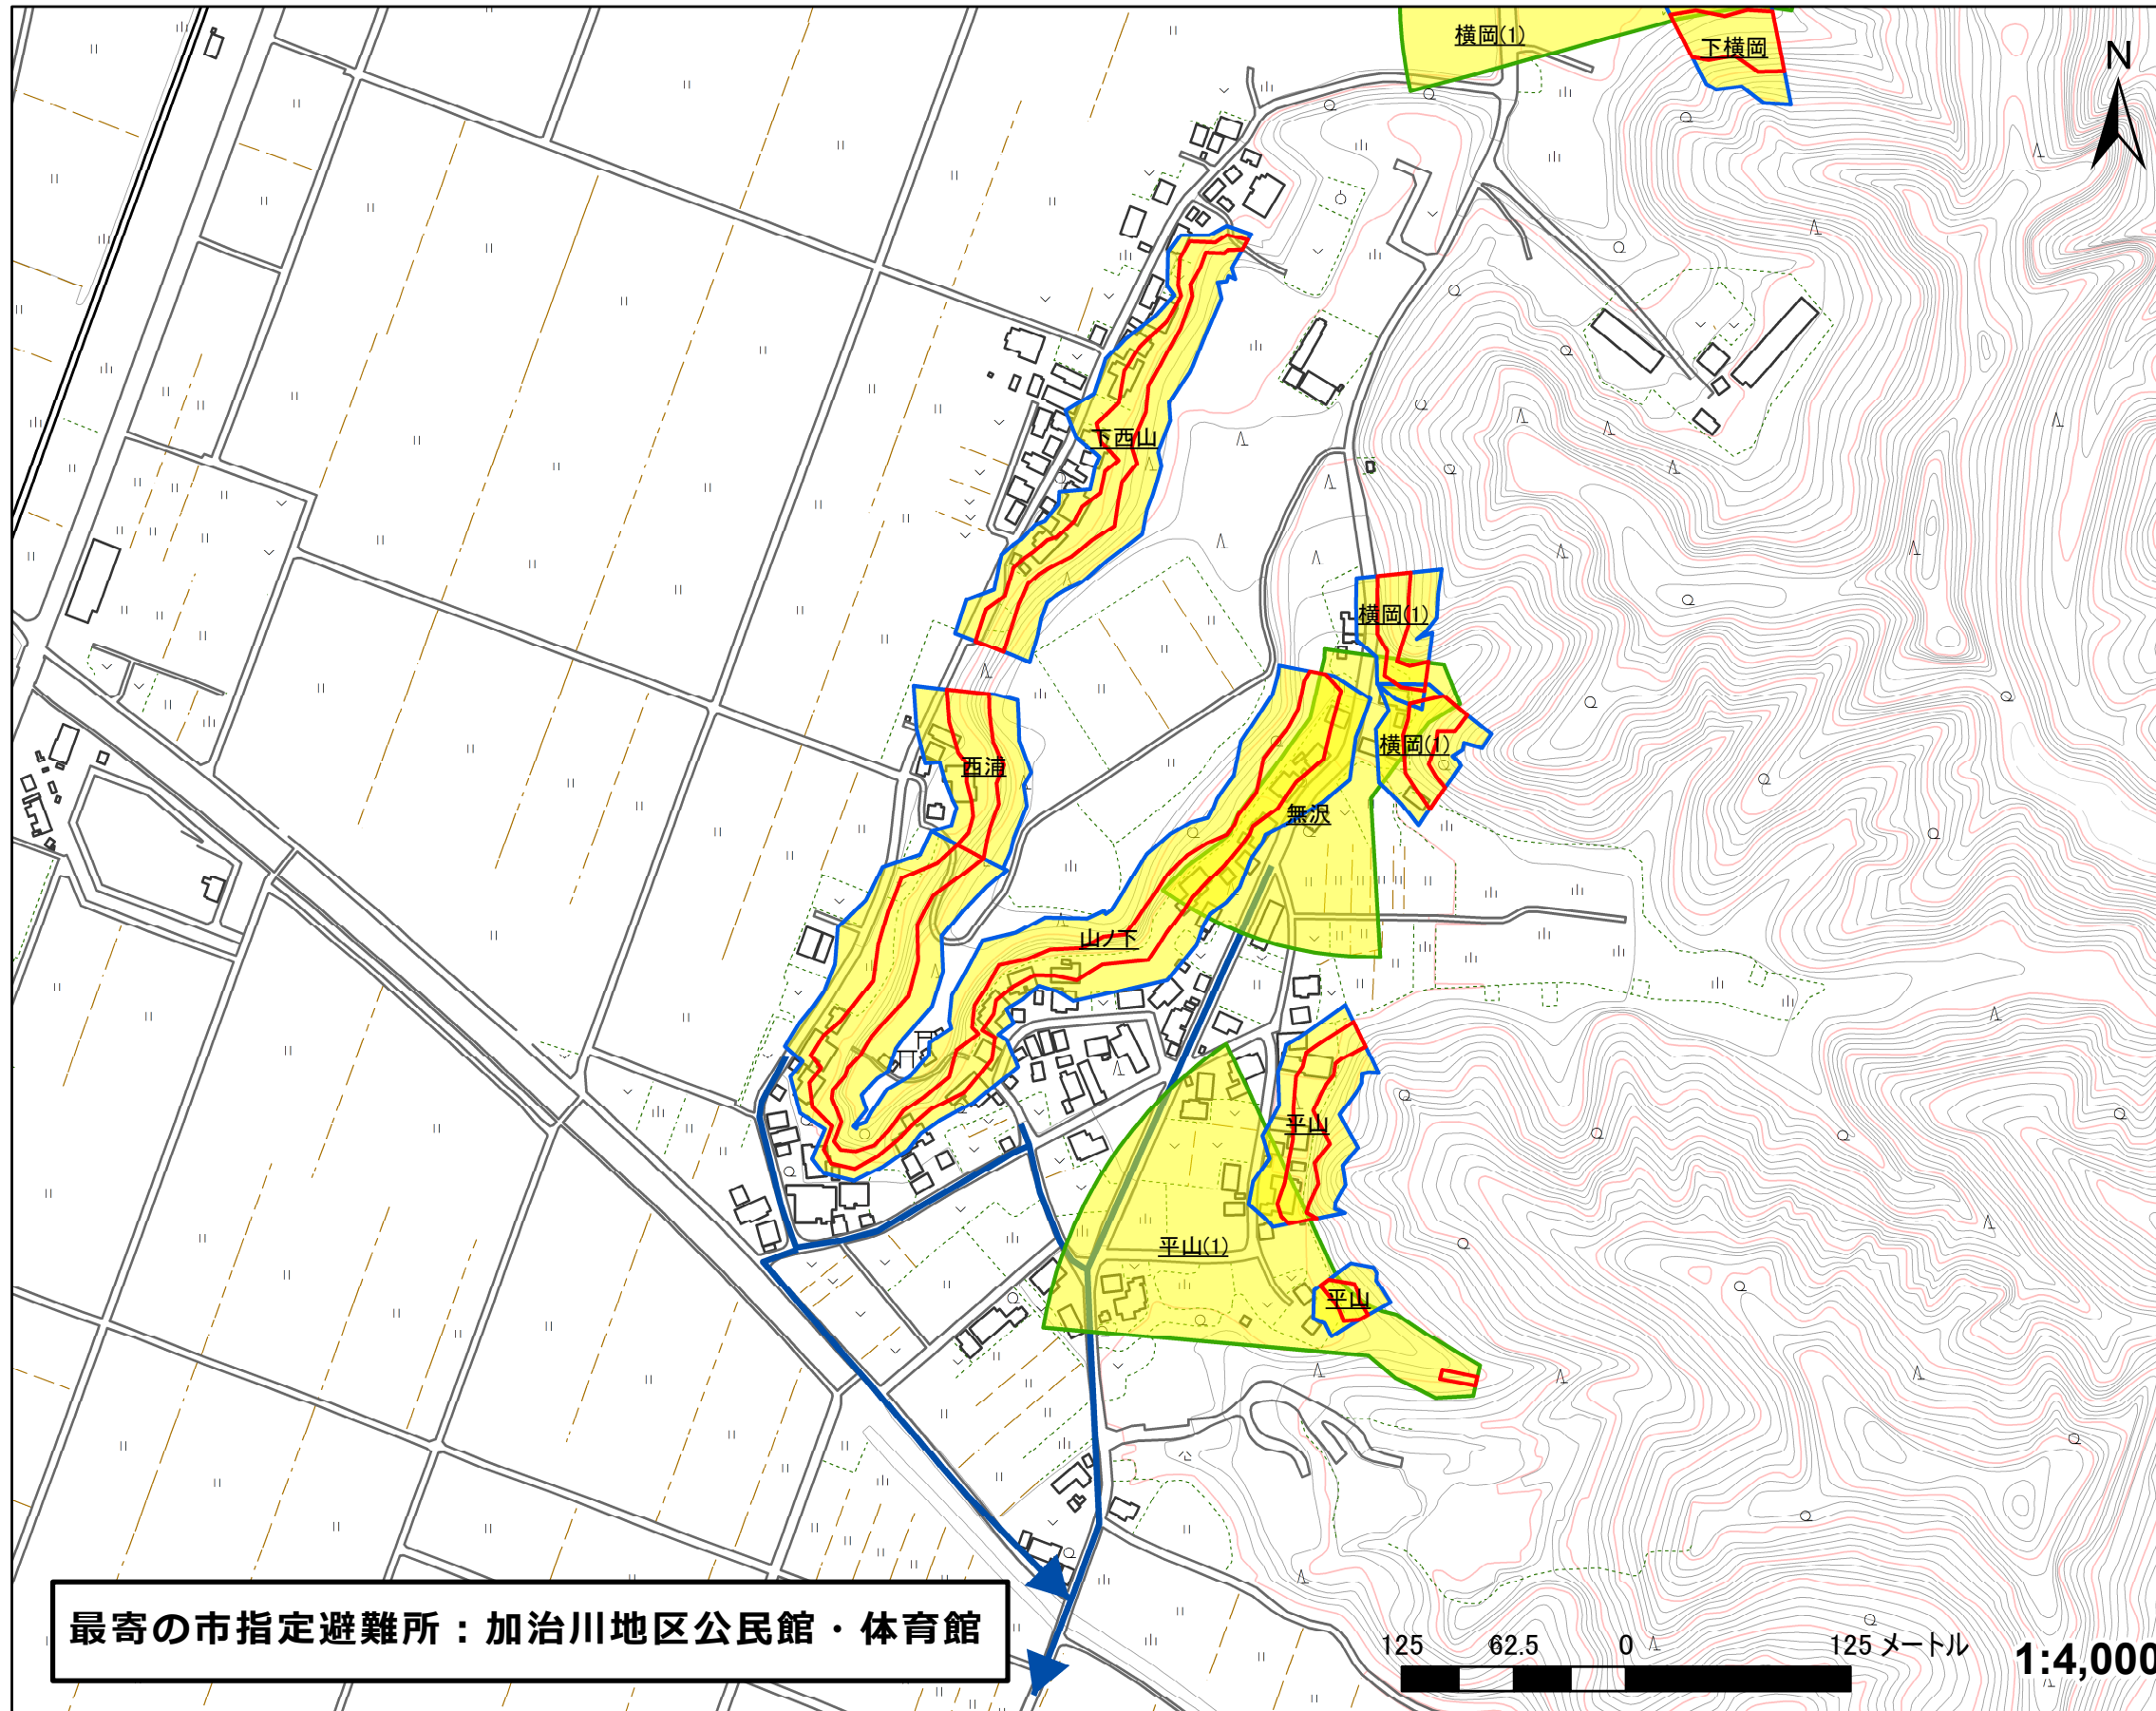 横岡(1)
下横岡
N
下西山
横岡(1)
横岡(1)
西浦
無沢
山ノ下
平山
平山(1)
平山
最寄の市指定避難所：加治川地区公民館・体育館
125 62.5 0 125 メートル
1:4,000